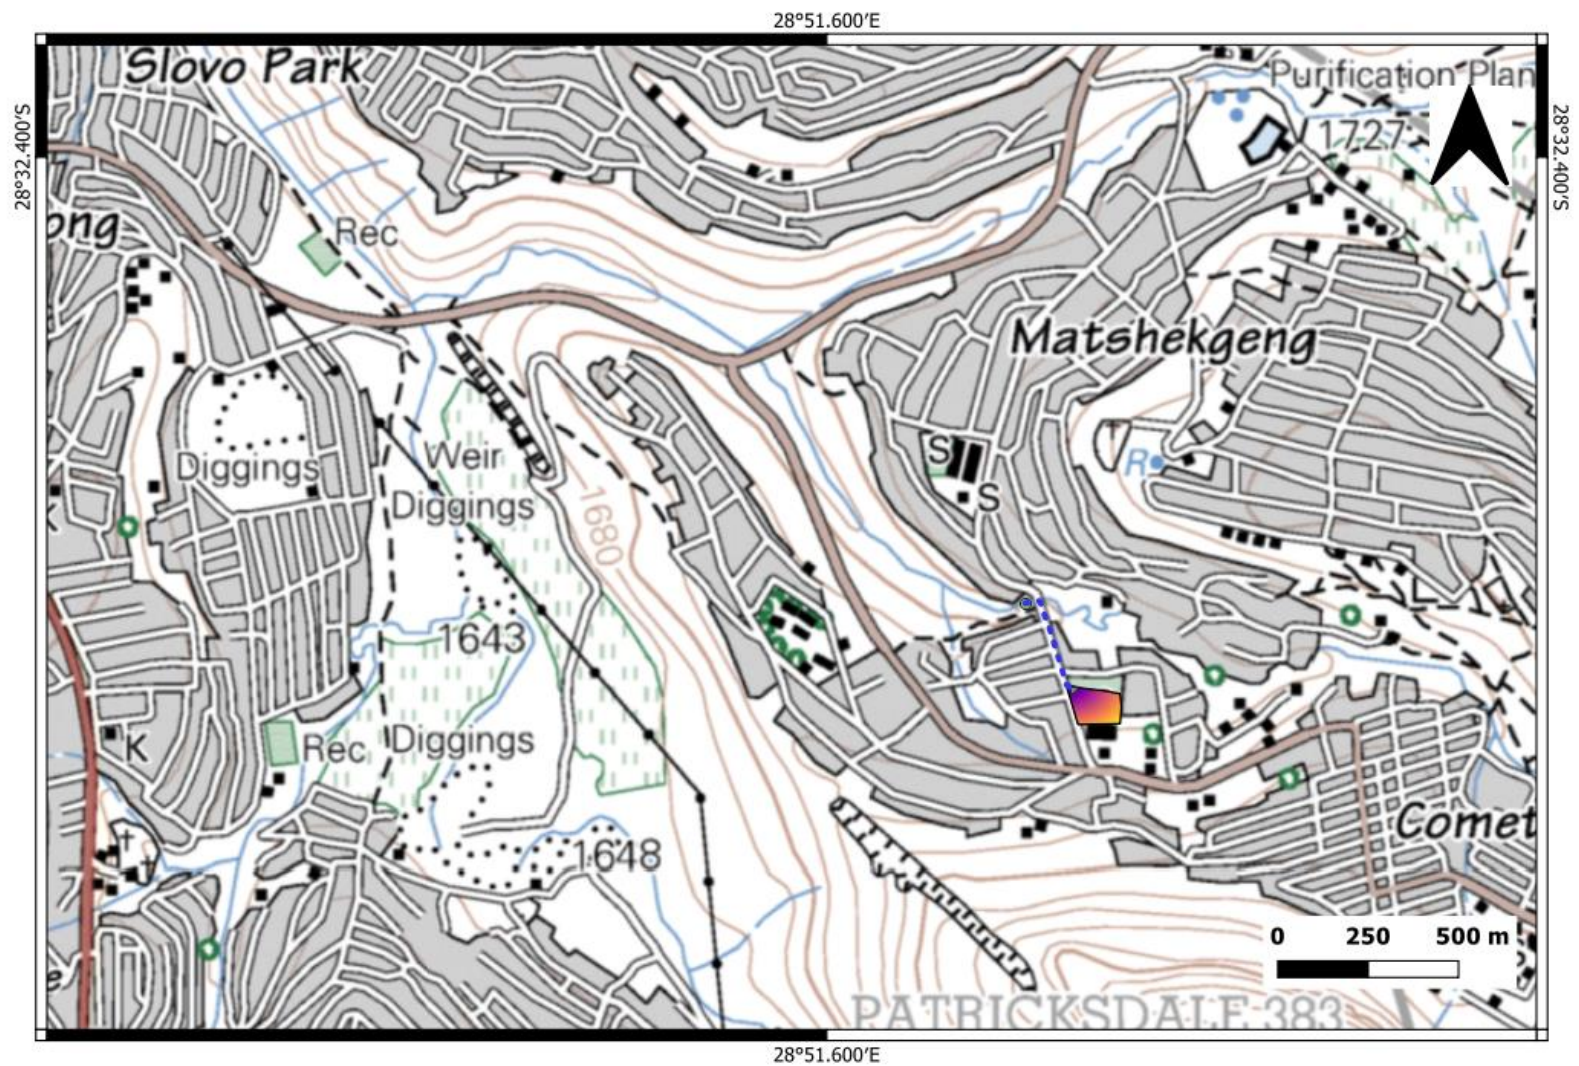 28°51.600'E
Slovo Park
Purification Plan
28°32.400'S
28°32.400'S
1727
ong
Rec
Matshekgeng
S
R
Weir
Diggings
S
Diggings
K
1680
1643
K
Rec
Diggings
Comet
1648
0 250 500 m
e
PATRICKSDALE 383
28°51.600'E